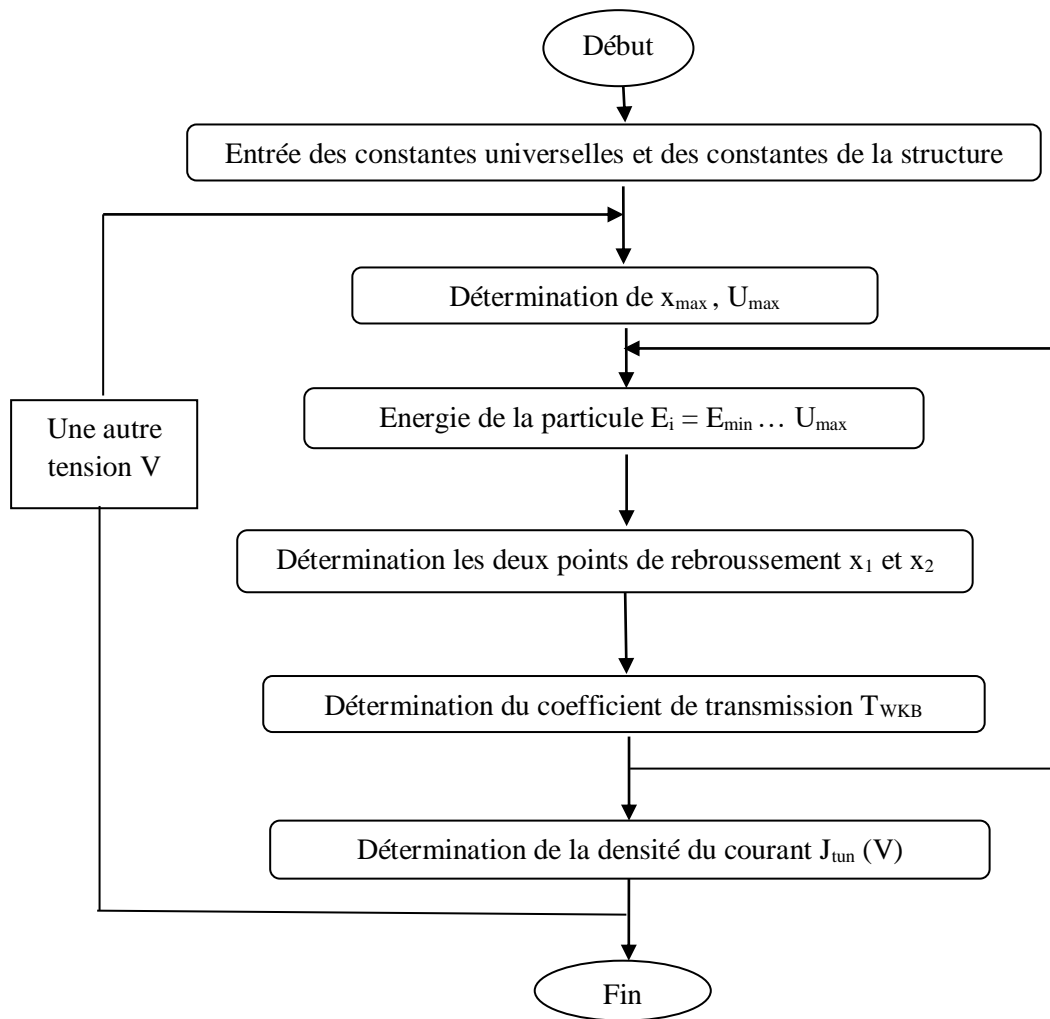 Début
Entrée des constantes universelles et des constantes de la structure
Détermination de xmax , Umax
Energie de la particule Ei = Emin … Umax
Une autre
tension V
Détermination les deux points de rebroussement x1 et x2
Détermination du coefficient de transmission TWKB
Détermination de la densité du courant Jtun (V)
Fin